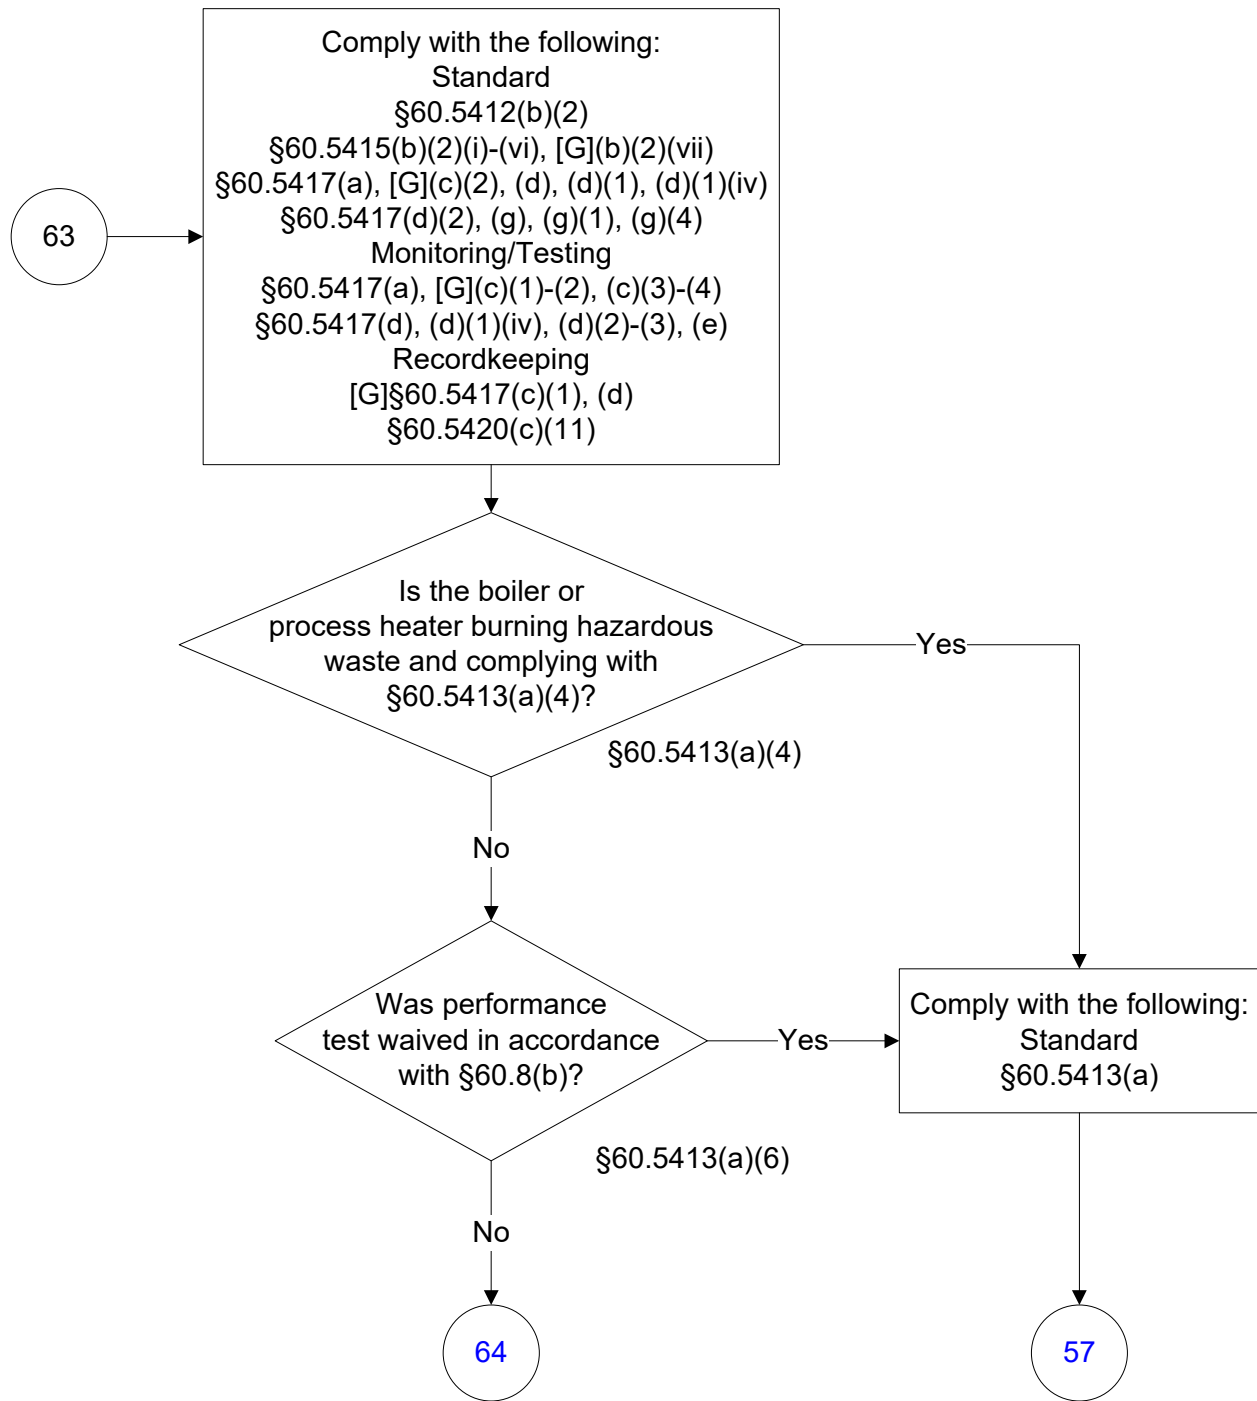 Comply with the following:
Standard
§60.5412(b)(2)
§60.5415(b)(2)(i)-(vi), [G](b)(2)(vii)
§60.5417(a), [G](c)(2), (d), (d)(1), (d)(1)(iv)
§60.5417(d)(2), (g), (g)(1), (g)(4)
Monitoring/Testing
§60.5417(a), [G](c)(1)-(2), (c)(3)-(4)
§60.5417(d), (d)(1)(iv), (d)(2)-(3), (e)
Recordkeeping
[G]§60.5417(c)(1), (d)
§60.5420(c)(11)
63
Is the boiler or
process heater burning hazardous
waste and complying with
§60.5413(a)(4)?
Yes
§60.5413(a)(4)
No
Was performance
test waived in accordance
with §60.8(b)?
Yes
§60.5413(a)(6)
Comply with the following:
Standard
§60.5413(a)
No
64
57